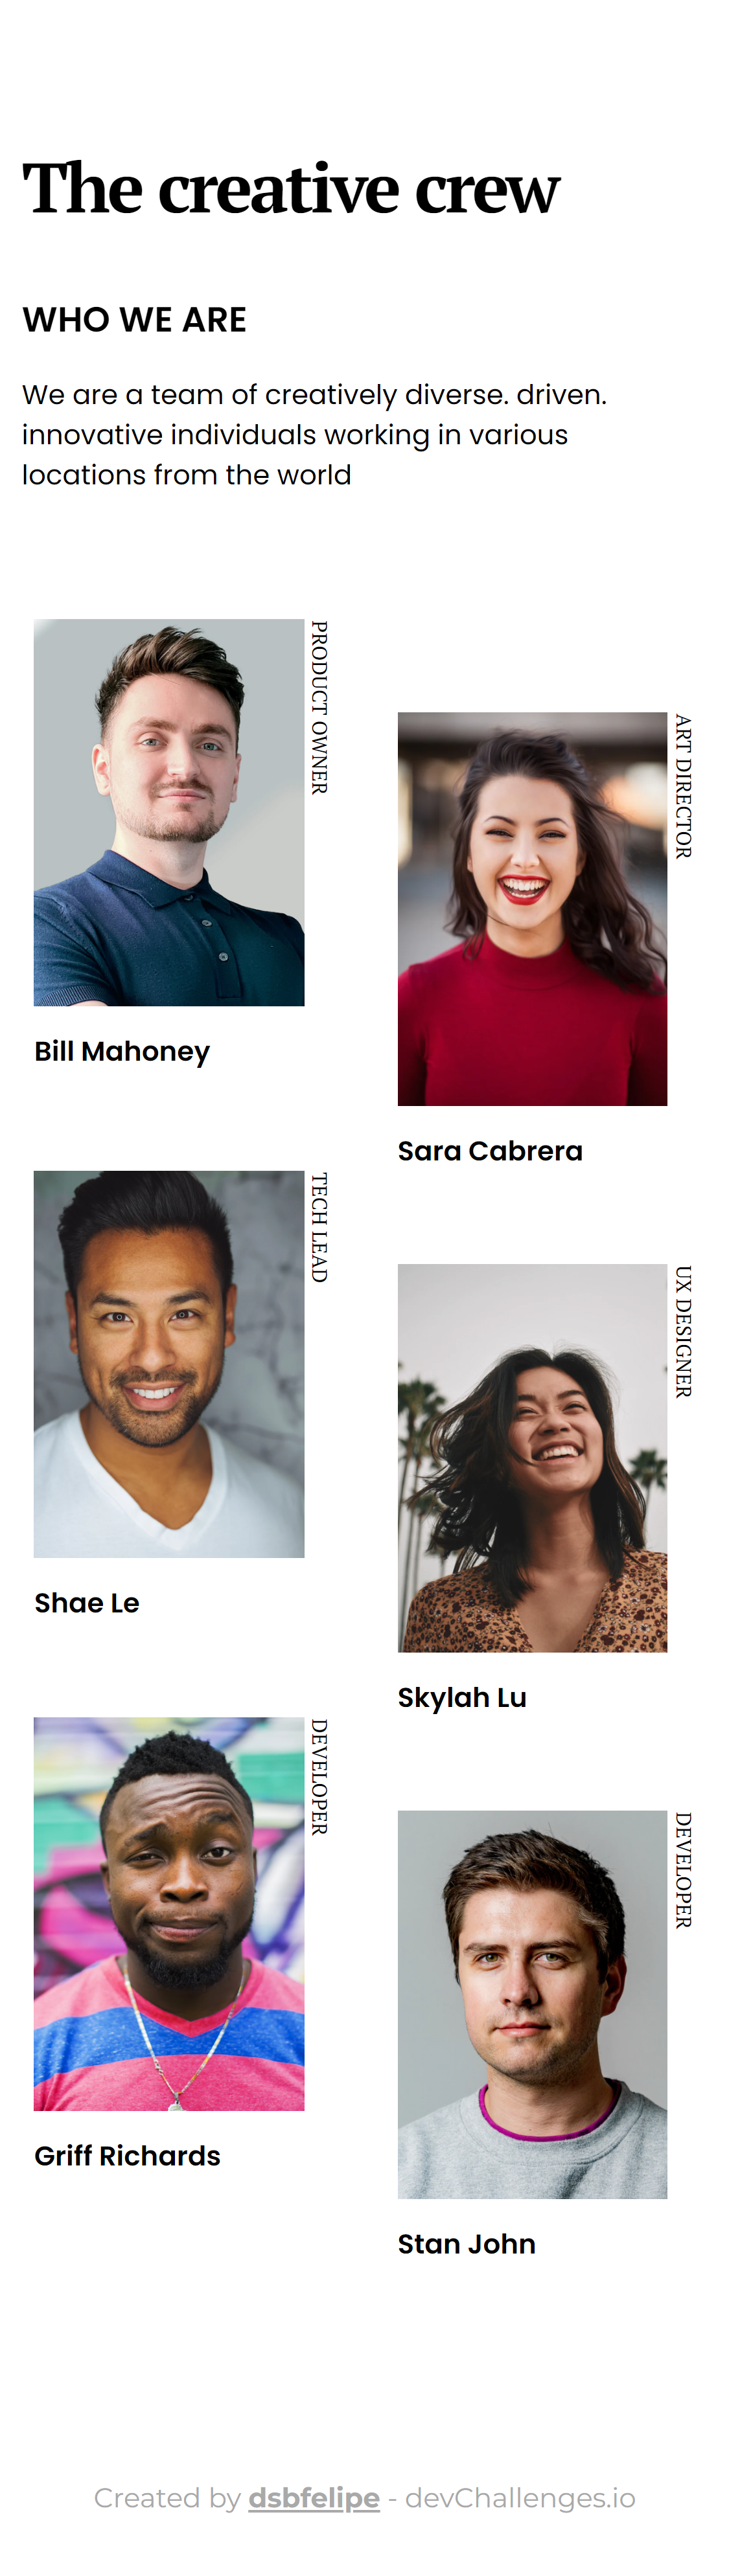 The creative crew
WHO WE ARE
We are a team of creatively diverse. driven.
innovative individuals working in various
locations from the world
PRODUCT OWNER
Bill Mahoney
ART DIRECTOR
Sara Cabrera
TECH LEAD
Shae Le
UX DESIGNER
Skylah Lu
DEVELOPER
Griff Richards
DEVELOPER
Stan John
Created by dsbfelipe - devChallenges.io